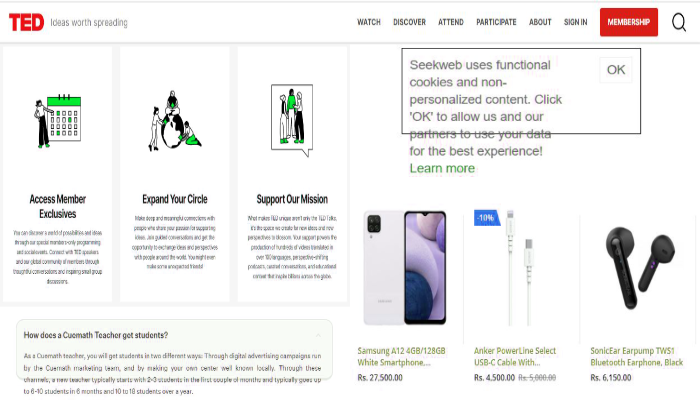 TED Ideas worth spreading
WATCH DISCOVER ATTEND PARTICIPATE ABOUT SIGN IN MEMBERSHIP
Access Member
Exclusives
You can discover a world of possibilities and ideas
through our special members-only programming
and social events. Connect with TED speakers
and our global community of members through
thoughtful conversations and inspiring small group
discussions.
Expand Your Circle
Make deep and meaningful connections with
people who share your passion for supporting
ideas. Join guided conversations and get the
opportunity to exchange ideas and perspectives
with people around the world. You might even
make some unexpected friends!
Support Our Mission
What makes TED unique aren't only the TED Talks,
it's the space we create for new ideas and new
perspectives to blossom. Your support powers the
production of hundreds of videos translated in
over 100 languages, perspective-shifting
podcasts, curated conversations, and educational
content that inspire billions across the globe.
Seekweb uses functional
cookies and non-
personalized content. Click
'OK' to allow us and our
partners to use your data
for the best experience!
Learn more
OK
-10%
Samsung A12 4GB/128GB
White Smartphone,...
Rs. 27,500.00
Anker PowerLine Select
USB-C Cable With...
Rs. 4,500.00 Rs. 5,000.00
SonicEar Earpump TWS1
Bluetooth Earphone, Black
Rs. 6,150.00
How does a Cuemath Teacher get students?
As a Cuemath teacher, you will get students in two different ways: Through digital advertising campaigns run
by the Cuemath marketing team, and by making your own center well known locally. Through these
channels, a new teacher typically starts with 2-3 students in the first couple of months and typically goes up
to 6-10 students in 6 months and 10 to 18 students over a year.